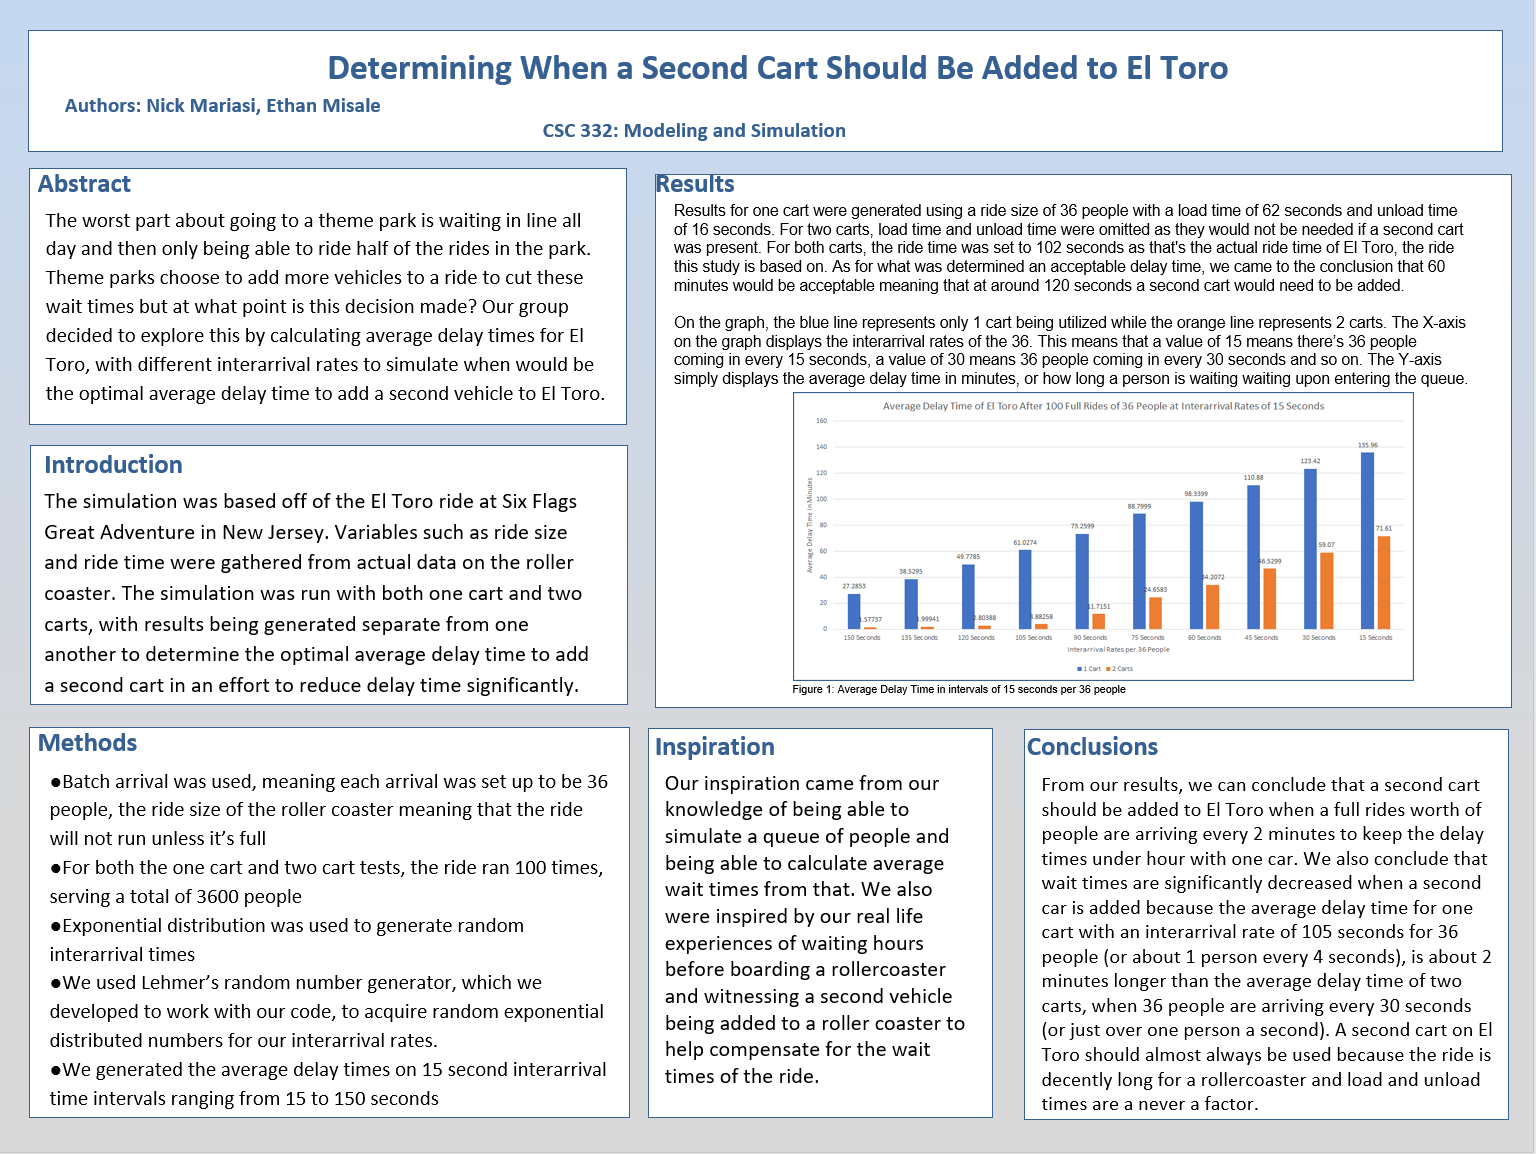 Determining When a Second Cart Should Be Added to El Toro
Authors: Nick Mariasi, Ethan Misale
CSC 332: Modeling and Simulation
Abstract
The worst part about going to a theme park is waiting in line all
day and then only being able to ride half of the rides in the park.
Theme parks choose to add more vehicles to a ride to cut these
wait times but at what point is this decision made? Our group
decided to explore this by calculating average delay times for El
Toro, with different interarrival rates to simulate when would be
the optimal average delay time to add a second vehicle to El Toro.
Introduction
The simulation was based off of the El Toro ride at Six Flags
Great Adventure in New Jersey. Variables such as ride size
and ride time were gathered from actual data on the roller
coaster. The simulation was run with both one cart and two
carts, with results being generated separate from one
another to determine the optimal average delay time to add
a second cart in an effort to reduce delay time significantly.
Methods
●Batch arrival was used, meaning each arrival was set up to be 36
people, the ride size of the roller coaster meaning that the ride
will not run unless it's full
●For both the one cart and two cart tests, the ride ran 100 times,
serving a total of 3600 people
●Exponential distribution was used to generate random
interarrival times
●We used Lehmer's random number generator, which we
developed to work with our code, to acquire random exponential
distributed numbers for our interarrival rates.
●We generated the average delay times on 15 second interarrival
time intervals ranging from 15 to 150 seconds
Results
Results for one cart were generated using a ride size of 36 people with a load time of 62 seconds and unload time
of 16 seconds. For two carts, load time and unload time were omitted as they would not be needed if a second cart
was present. For both carts, the ride time was set to 102 seconds as that's the actual ride time of El Toro, the ride
this study is based on. As for what was determined an acceptable delay time, we came to the conclusion that 60
minutes would be acceptable meaning that at around 120 seconds a second cart would need to be added.
On the graph, the blue line represents only 1 cart being utilized while the orange line represents 2 carts. The X-axis
on the graph displays the interarrival rates of the 36. This means that a value of 15 means there's 36 people
coming in every 15 seconds, a value of 30 means 36 people coming in every 30 seconds and so on. The Y-axis
simply displays the average delay time in minutes, or how long a person is waiting waiting upon entering the queue.
Average Delay Time of El Toro After 100 Full Rides of 36 People at Interarrival Rates of 15 Seconds
Average Delay Time in Minutes
160
140
120
100
80
60
40
20
0
27.2853
38.5295
49.7785
61.0274
73.2599
88.7999
98.3399
110.88
123.42
135.96
1.57737
1.99941
2.80388
3.88258
11.7151
24.6583
34.2072
46.5299
59.07
71.61
150 Seconds 135 Seconds 120 Seconds 105 Seconds 90 Seconds 75 Seconds 60 Seconds 45 Seconds 30 Seconds 15 Seconds
Interarrival Rates per 36 People
1 Cart 2 Carts
Figure 1: Average Delay Time in intervals of 15 seconds per 36 people
Inspiration
Our inspiration came from our
knowledge of being able to
simulate a queue of people and
being able to calculate average
wait times from that. We also
were inspired by our real life
experiences of waiting hours
before boarding a rollercoaster
and witnessing a second vehicle
being added to a roller coaster to
help compensate for the wait
times of the ride.
Conclusions
From our results, we can conclude that a second cart
should be added to El Toro when a full rides worth of
people are arriving every 2 minutes to keep the delay
times under hour with one car. We also conclude that
wait times are significantly decreased when a second
car is added because the average delay time for one
cart with an interarrival rate of 105 seconds for 36
people (or about 1 person every 4 seconds), is about 2
minutes longer than the average delay time of two
carts, when 36 people are arriving every 30 seconds
(or just over one person a second). A second cart on El
Toro should almost always be used because the ride is
decently long for a rollercoaster and load and unload
times are a never a factor.